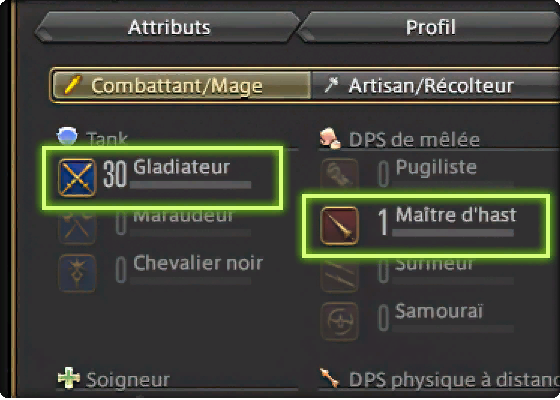 Attributs
Profil
Combattant/Mage
Artisan/Récolteur
Tank
30 Gladiateur
0 Maraudeur
0 Chevalier noir
DPS de mêlée
0 Pugiliste
1 Maître d'hast
0 Surineur
0 Samouraï
Soigneur
DPS physique à distanc